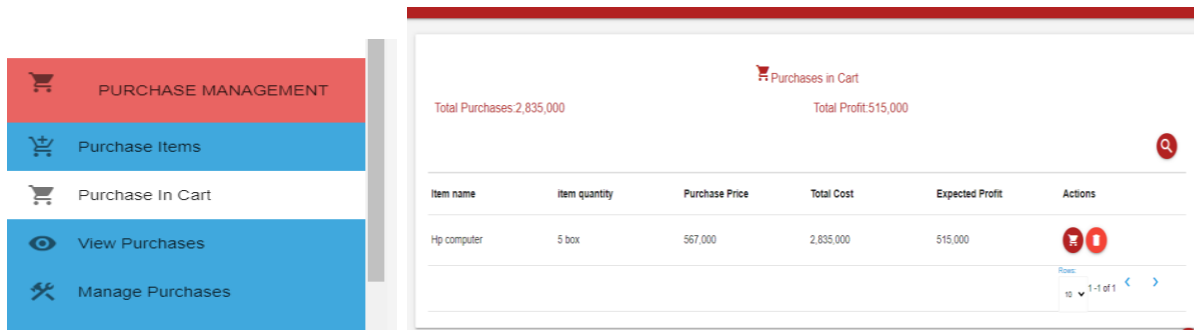 PURCHASE MANAGEMENT
Purchase Items
Purchase In Cart
View Purchases
Manage Purchases
Purchases in Cart
Total Purchases:2,835,000 Total Profit:515,000
Item name item quantity Purchase Price Total Cost Expected Profit Actions
Hp computer 5 box 567,000 2,835,000 515,000
Rows:
10 1 -1 of 1